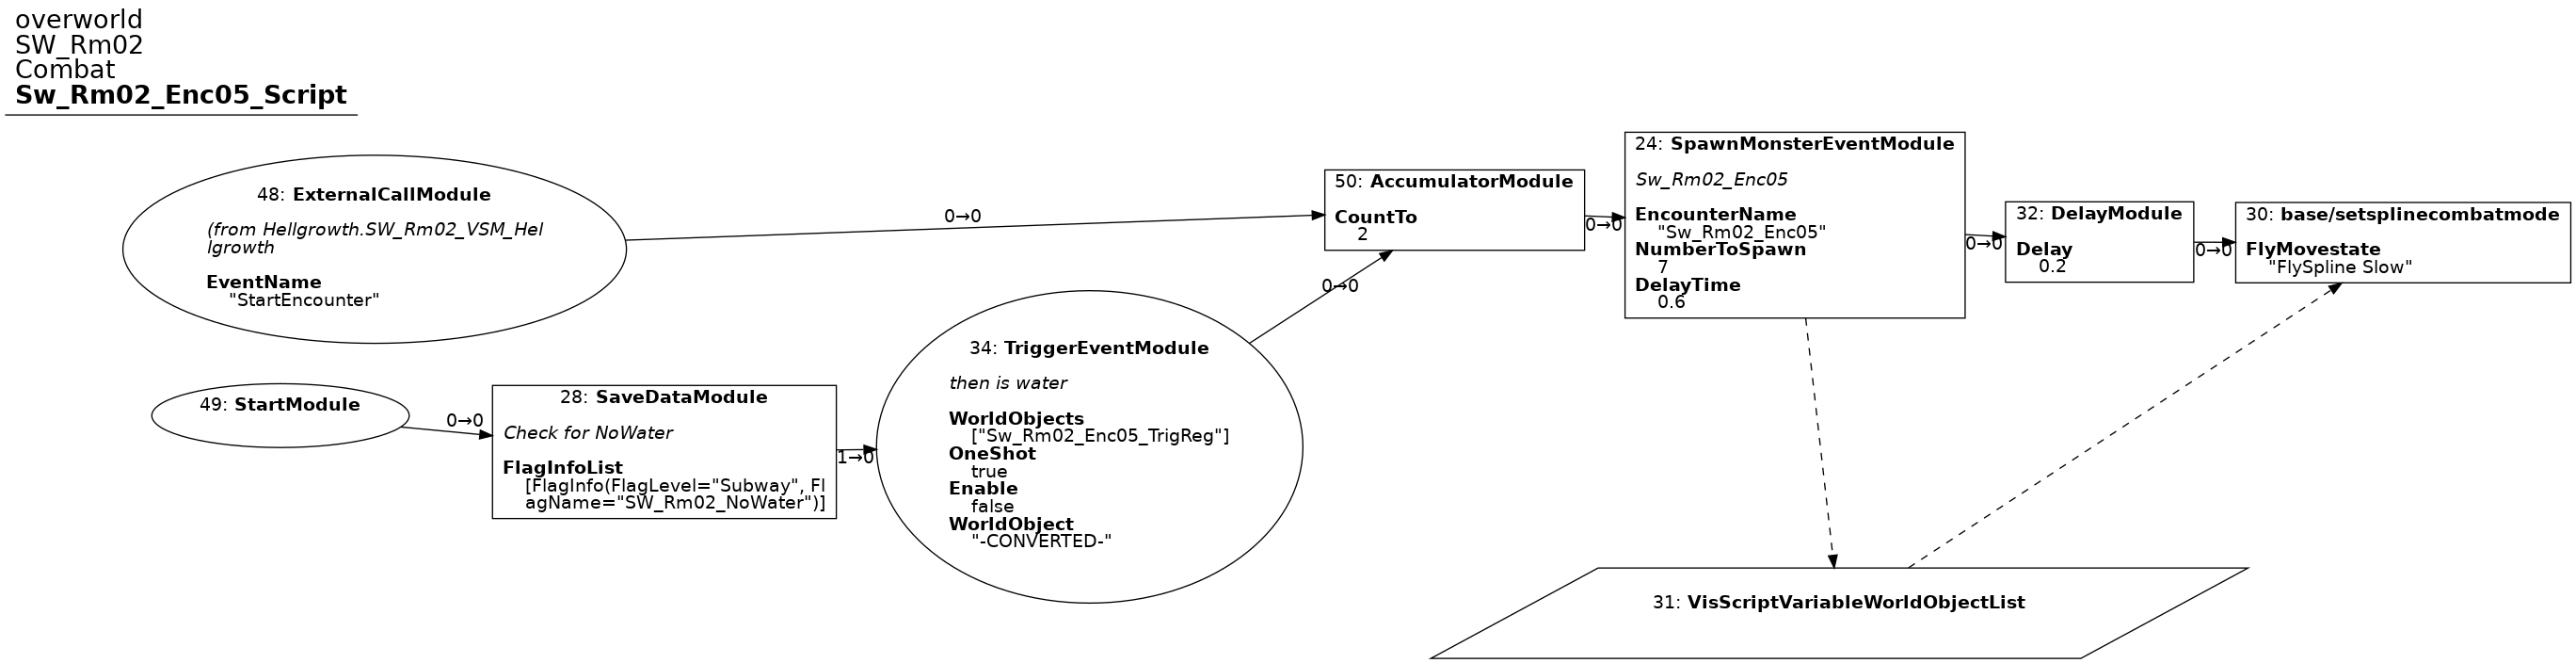 overworld
SW_Rm02
Combat
Sw_Rm02_Enc05_Script
48: ExternalCallModule
(from Hellgrowth.SW_Rm02_VSM_Hel
lgrowth
EventName
"StartEncounter"
0→0
49: StartModule
0→0
28: SaveDataModule
Check for NoWater
FlagInfoList
[FlagInfo(FlagLevel="Subway", Fl
agName="SW_Rm02_NoWater")]
1→0
34: TriggerEventModule
then is water
WorldObjects
["Sw_Rm02_Enc05_TrigReg"]
OneShot
true
Enable
false
WorldObject
"-CONVERTED-"
0→0
50: AccumulatorModule
CountTo
2
0→0
24: SpawnMonsterEventModule
Sw_Rm02_Enc05
EncounterName
"Sw_Rm02_Enc05"
NumberToSpawn
7
DelayTime
0.6
0→0
32: DelayModule
Delay
0.2
0→0
30: base/setsplinecombatmode
FlyMovestate
"FlySpline Slow"
31: VisScriptVariableWorldObjectList